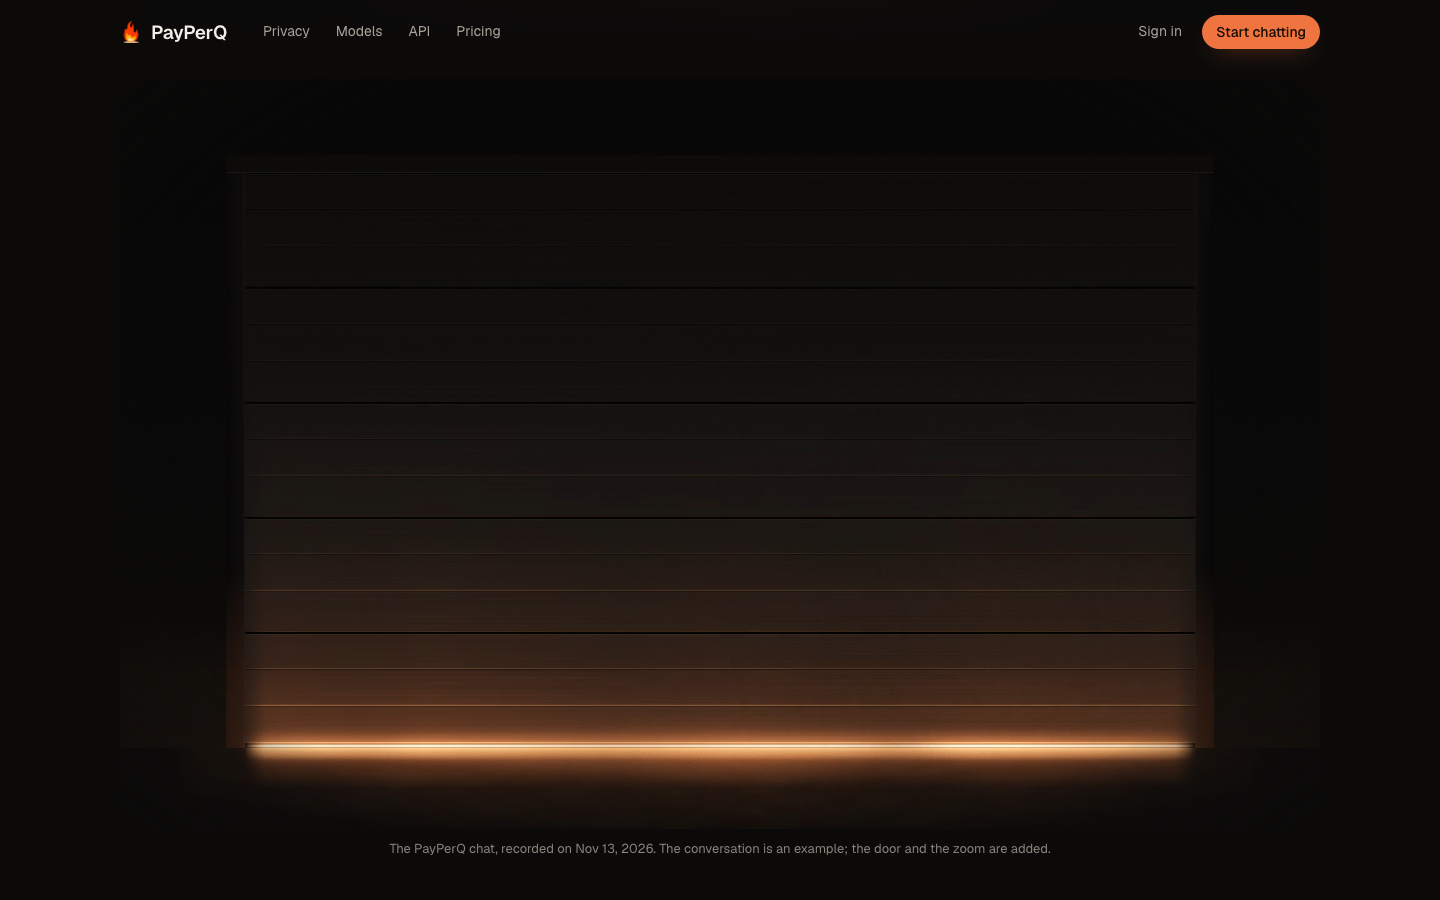 PayPerQ
Privacy
Models
API
Pricing
Sign in
Start chatting
The PayPerQ chat, recorded on Nov 13, 2026. The conversation is an example; the door and the zoom are added.